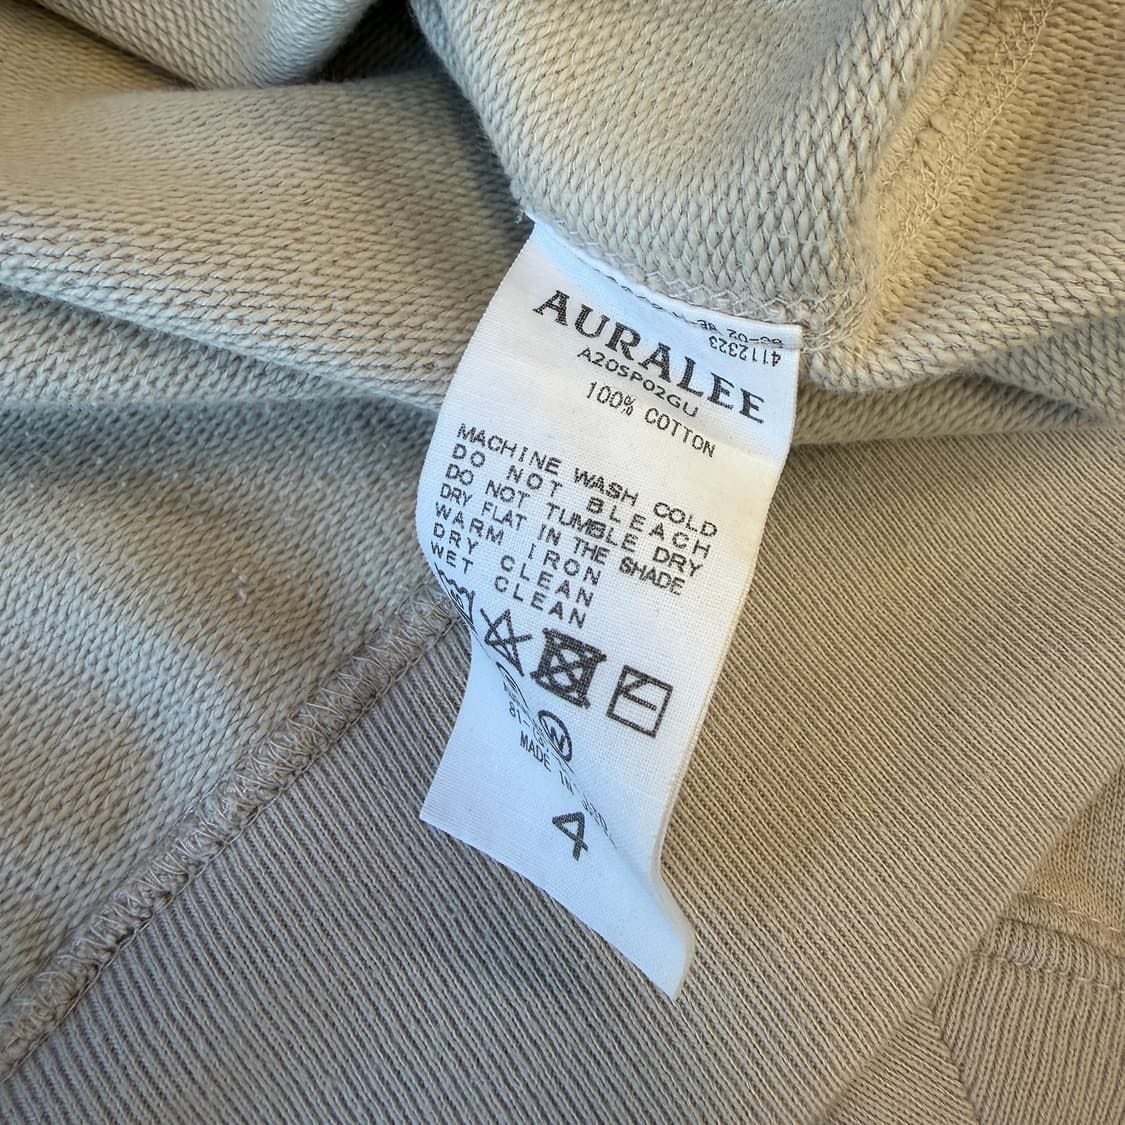 AURALEE
A20SP02GU
100% COTTON
MACHINE WASH COLD
DO NOT BLEACH
DO NOT TUMBLE DRY
DRY FLAT IN THE SHADE
WARM IRON
DRY CLEAN
WET CLEAN
W
MADE IN
4
4112323